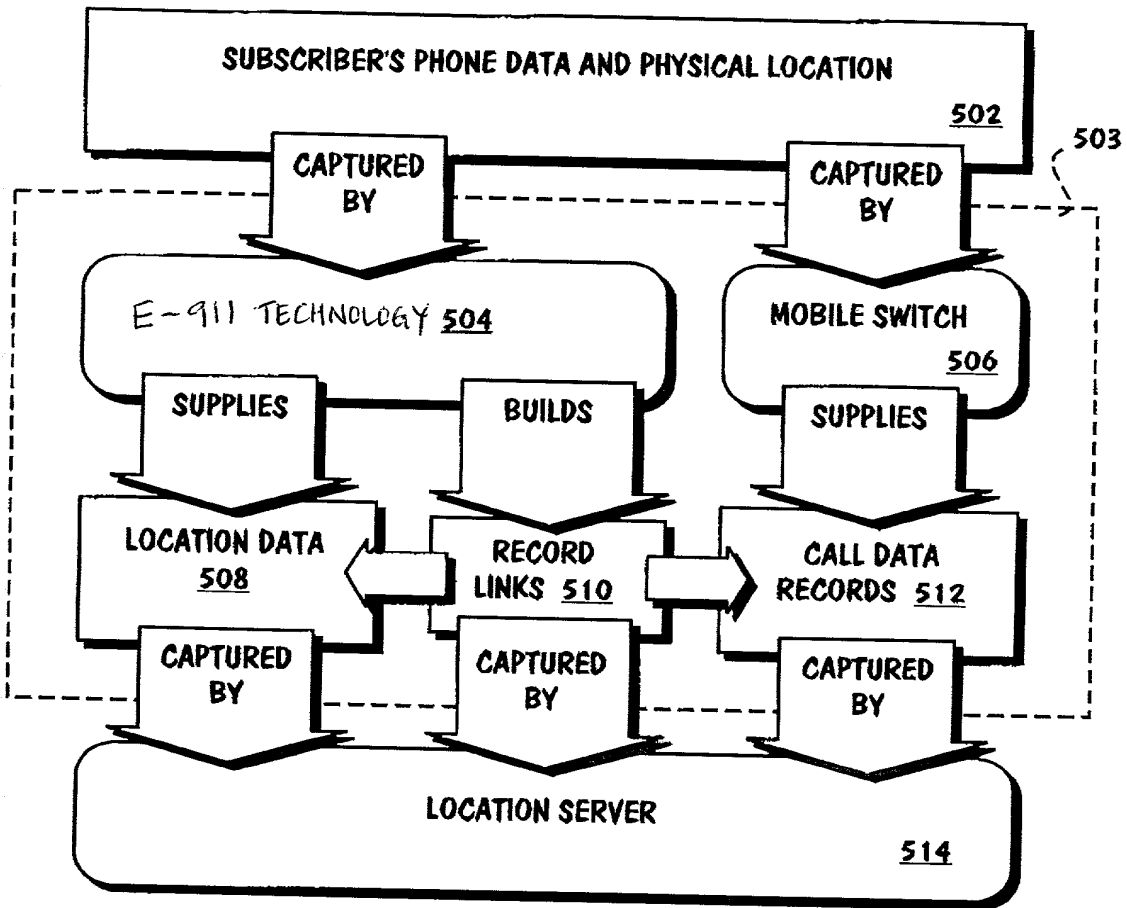 SUBSCRIBER'S PHONE DATA AND PHYSICAL LOCATION
502
503
CAPTURED
BY
CAPTURED
BY
E-911 TECHNOLOGY 504
MOBILE SWITCH
506
SUPPLIES
BUILDS
SUPPLIES
LOCATION DATA
508
RECORD
LINKS 510
CALL DATA
RECORDS 512
CAPTURED
BY
CAPTURED
BY
CAPTURED
BY
LOCATION SERVER
514